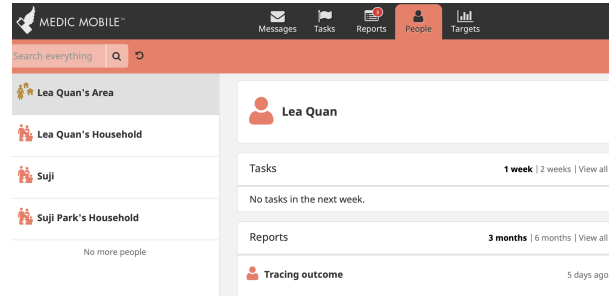 MEDIC MOBILE™
Messages
Tasks
3
Reports
People
Targets
Search everything
Lea Quan's Area
Lea Quan's Household
Suji
Suji Park's Household
No more people
Lea Quan
Tasks
1 week | 2 weeks | View all
No tasks in the next week.
Reports
3 months | 6 months | View all
Tracing outcome
5 days ago